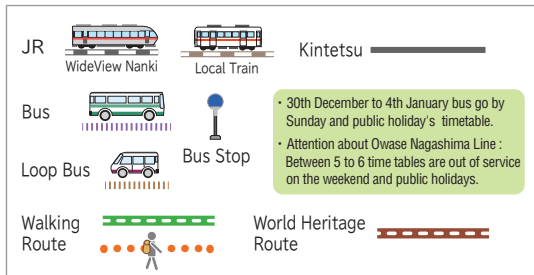 JR
WideView Nanki
Local Train
Kintetsu
Bus
Bus Stop
Loop Bus
・30th December to 4th January bus go by
Sunday and public holiday's timetable.
・Attention about Owase Nagashima Line :
Between 5 to 6 time tables are out of service
on the weekend and public holidays.
Walking
Route
World Heritage
Route